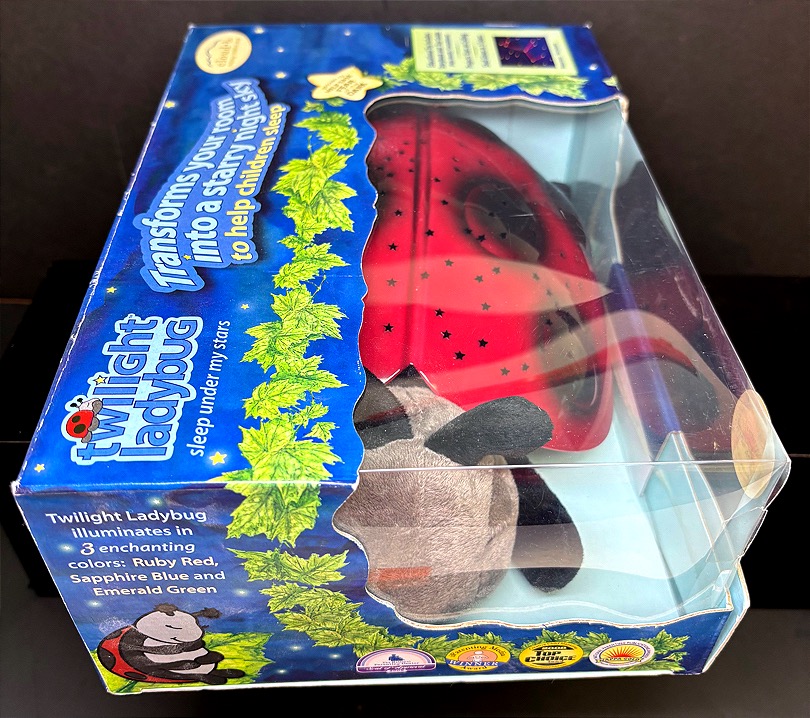 Transforms your room
into a starry night sky
to help children sleep
twilight
ladybug
sleep under my stars
Twilight Ladybug
Illuminates in
3 enchanting
colors: Ruby Red,
Sapphire Blue and
Emerald Green
WINNER
TOP
CHOICE